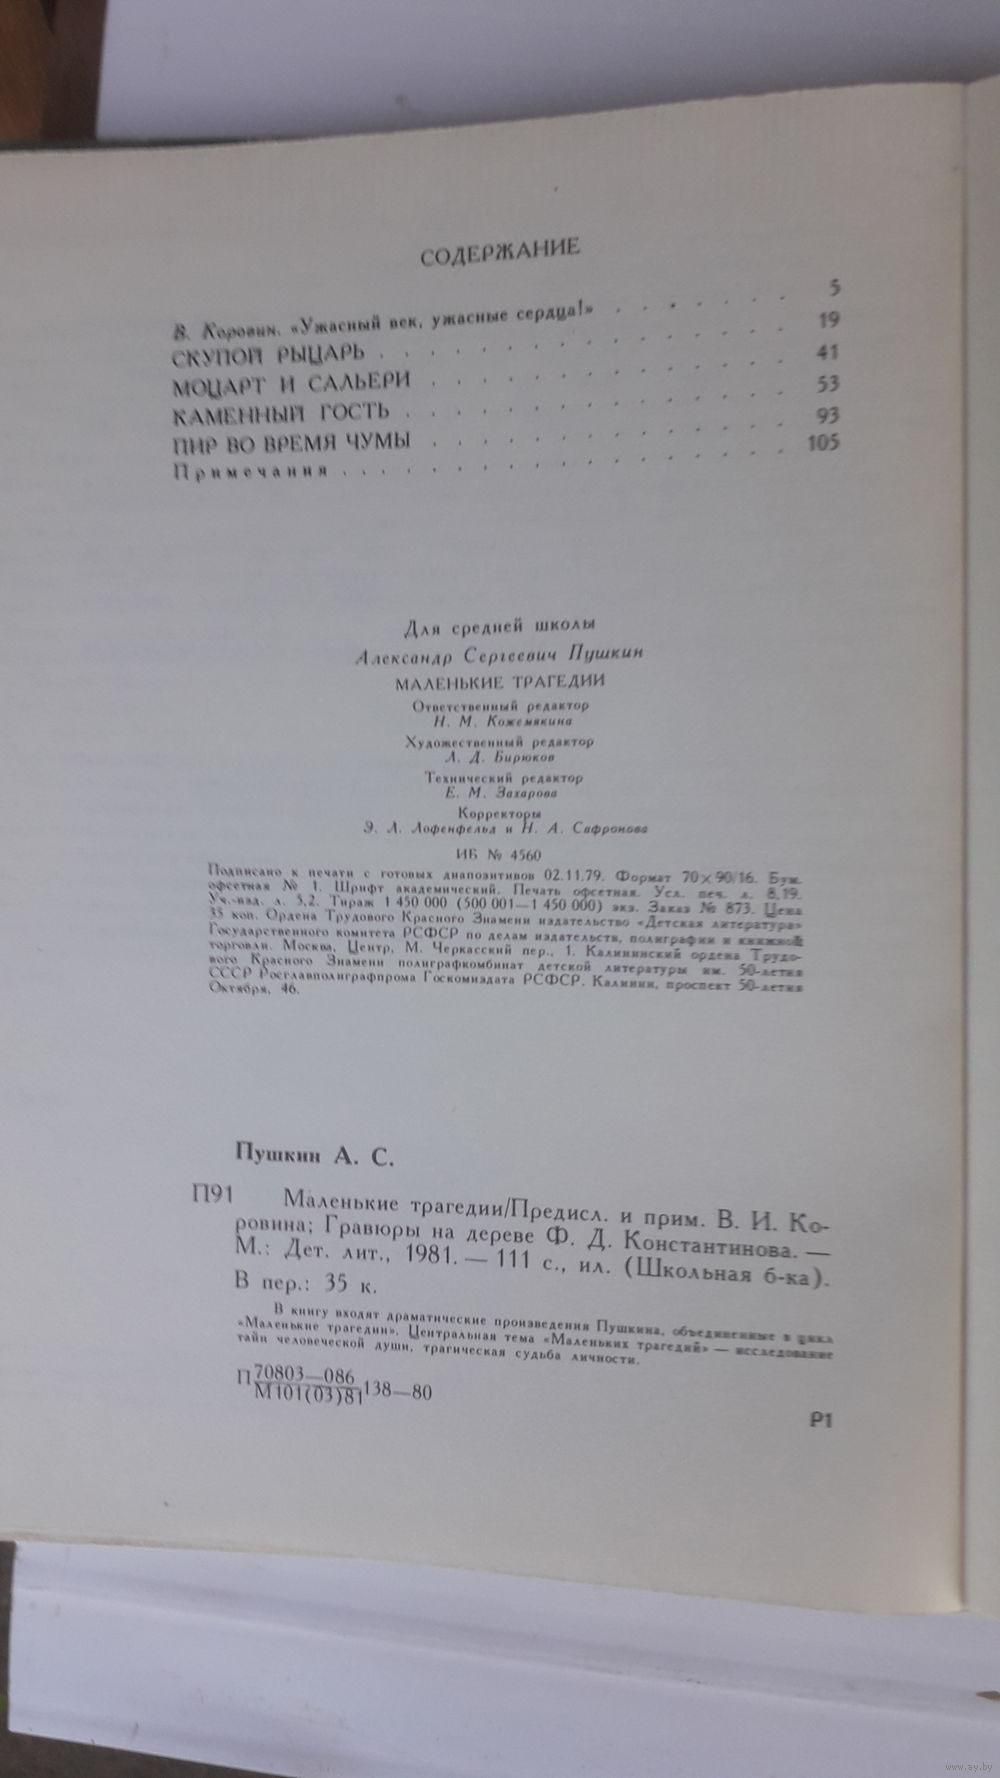 СОДЕРЖАНИЕ
В. Коровин. «Ужасный век, ужасные сердца!» . . . . . . 5
СКУПОЙ РЫЦАРЬ . . . . . . . . . . . . . . . 19
МОЦАРТ И САЛЬЕРИ . . . . . . . . . . . . . 41
КАМЕННЫЙ ГОСТЬ . . . . . . . . . . . . . . 53
ПИР ВО ВРЕМЯ ЧУМЫ . . . . . . . . . . . . . 93
Примечания . . . . . . . . . . . . . . . . 105
Для средней школы
Александр Сергеевич Пушкин
МАЛЕНЬКИЕ ТРАГЕДИИ
Ответственный редактор
Н. М. Кожемякина
Художественный редактор
Л. Д. Бирюков
Технический редактор
Е. М. Захарова
Корректоры
Э. Л. Лофенфельд и Н. А. Сафронова
ИБ № 4560
Подписано к печати с готовых диапозитивов 02.11.79. Формат 70×90/16. Бум.
офсетная № 1. Шрифт академический. Печать офсетная. Усл. печ. л. 8,19.
Уч.-изд. л. 5,2. Тираж 1 450 000 (500 001—1 450 000) экз. Заказ № 873. Цена
35 коп. Ордена Трудового Красного Знамени издательство «Детская литература»
Государственного комитета РСФСР по делам издательств, полиграфии и книжной
торговли. Москва, Центр, М. Черкасский пер., 1. Калининский ордена Трудо-
вого Красного Знамени полиграфкомбинат детской литературы им. 50-летия
СССР Росглавполиграфпрома Госкомиздата РСФСР. Калинин, проспект 50-летия
Октября, 46.
Пушкин А. С.
П91 Маленькие трагедии/Предисл. и прим. В. И. Ко-
ровина; Гравюры на дереве Ф. Д. Константинова. —
М.: Дет. лит., 1981. — 111 с., ил. (Школьная б-ка).
В пер.: 35 к.
В книгу входят драматические произведения Пушкина, объединенные в цикл
«Маленькие трагедии». Центральная тема «Маленьких трагедий» — исследование
тайн человеческой души, трагическая судьба личности.
П 70803—086
М101(03)81 138—80
Р1
www.ay.by